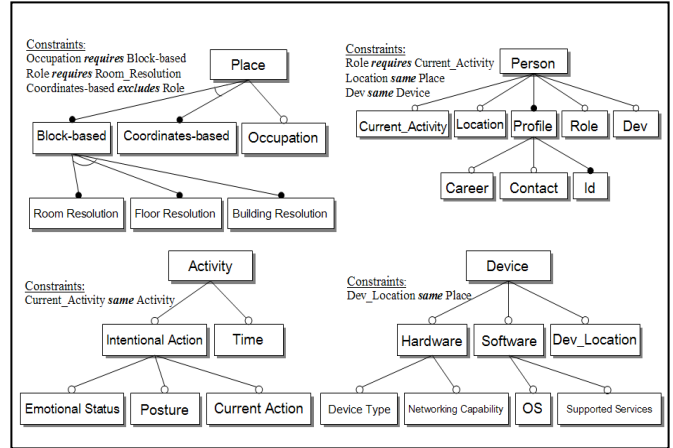 Constraints:
Occupation requires Block-based
Role requires Room_Resolution
Coordinates-based excludes Role
Place
Block-based
Coordinates-based
Occupation
Room Resolution
Floor Resolution
Building Resolution
Constraints:
Role requires Current_Activity
Location same Place
Dev same Device
Person
Current_Activity
Location
Profile
Role
Dev
Career
Contact
Id
Activity
Constraints:
Current_Activity same Activity
Intentional Action
Time
Emotional Status
Posture
Current Action
Device
Constraints:
Dev_Location same Place
Hardware
Software
Dev_Location
Device Type
Networking Capability
OS
Supported Services